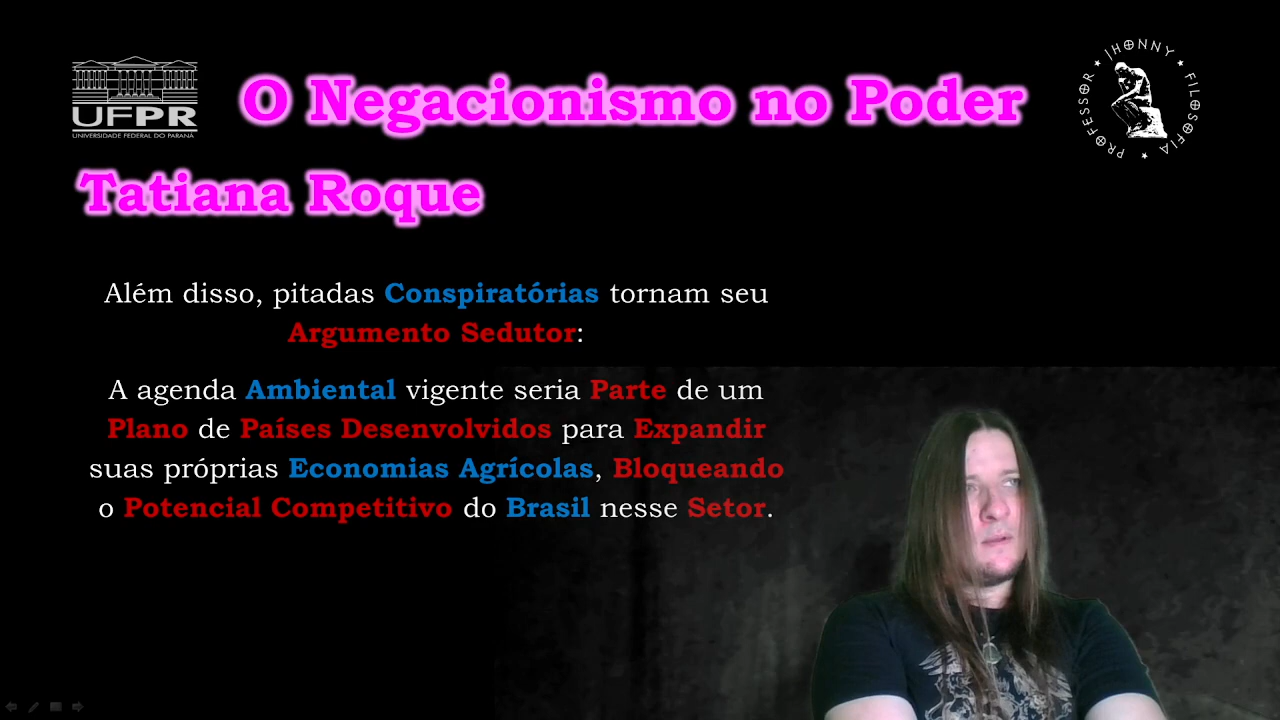 O Negacionismo no Poder
UFPR
UNIVERSIDADE FEDERAL DO PARANÁ
PROFESSOR ★ JHONNY ★ FILOSOFIA ★
Tatiana Roque
Além disso, pitadas Conspiratórias tornam seu
Argumento Sedutor:
A agenda Ambiental vigente seria Parte de um
Plano de Países Desenvolvidos para Expandir
suas próprias Economias Agrícolas, Bloqueando
o Potencial Competitivo do Brasil nesse Setor.